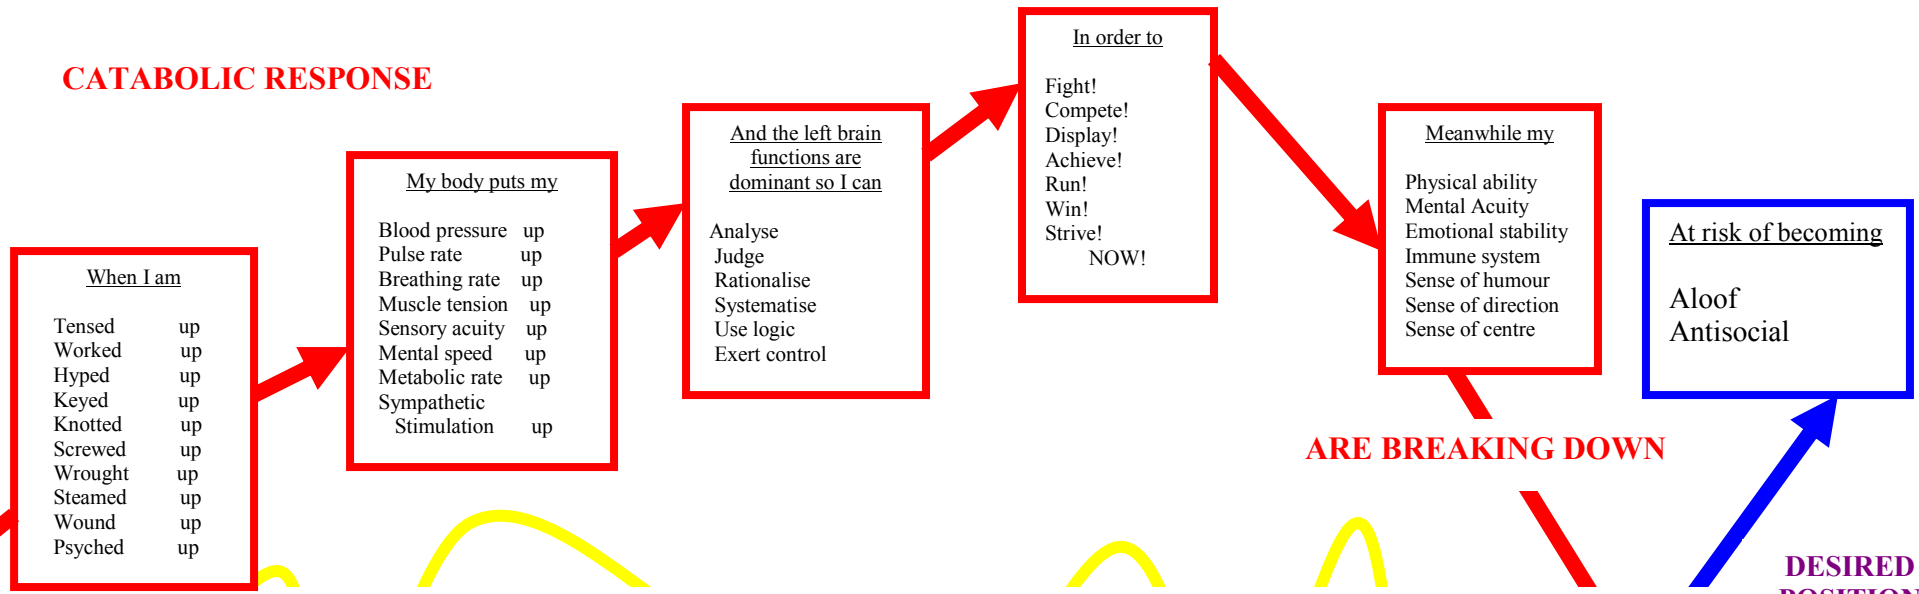 CATABOLIC RESPONSE
When I am
Tensed up
Worked up
Hyped up
Keyed up
Knotted up
Screwed up
Wrought up
Steamed up
Wound up
Psyched up
My body puts my
Blood pressure up
Pulse rate up
Breathing rate up
Muscle tension up
Sensory acuity up
Mental speed up
Metabolic rate up
Sympathetic
Stimulation up
And the left brain
functions are
dominant so I can
Analyse
Judge
Rationalise
Systematise
Use logic
Exert control
In order to
Fight!
Compete!
Display!
Achieve!
Run!
Win!
Strive!
NOW!
Meanwhile my
Physical ability
Mental Acuity
Emotional stability
Immune system
Sense of humour
Sense of direction
Sense of centre
ARE BREAKING DOWN
At risk of becoming
Aloof
Antisocial
DESIRED
POSITION